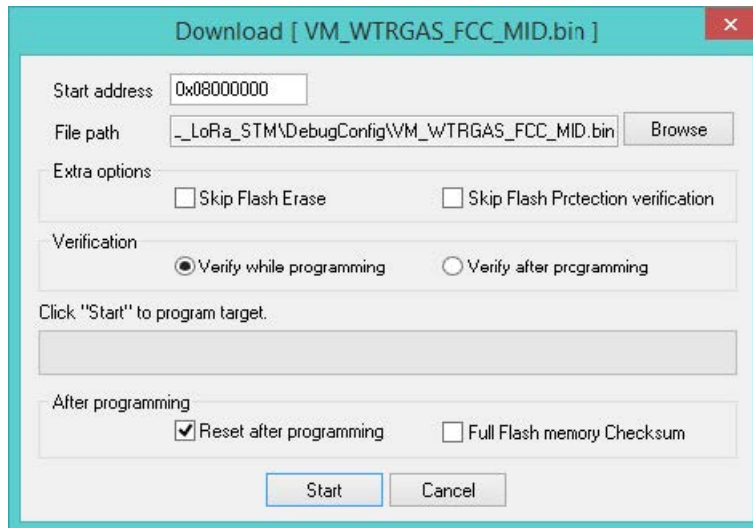 Download [ VM_WTRGAS_FCC_MID.bin ]
Start address 0x08000000
File path ._LoRa_STM\DebugConfig\VM_WTRGAS_FCC_MID.bin Browse
Extra options
Skip Flash Erase Skip Flash Prctection verification
Verification
Verify while programming Verify after prcgramming
Click "Start" to program target.
After programming
Reset after programming Full Flash memory Checksum
Start Cancel